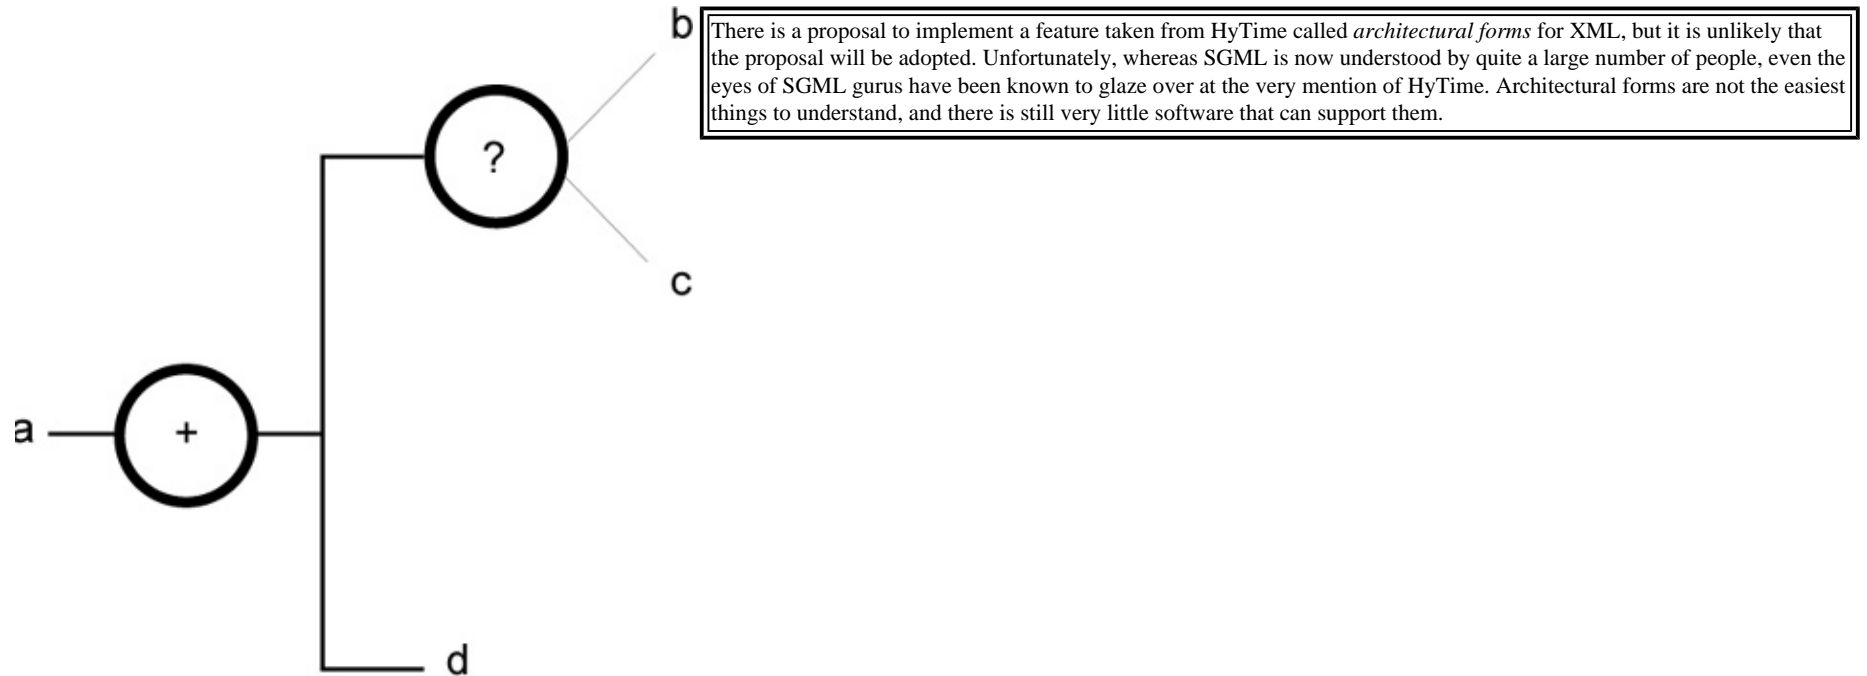 b
There is a proposal to implement a feature taken from HyTime called architectural forms for XML, but it is unlikely that
the proposal will be adopted. Unfortunately, whereas SGML is now understood by quite a large number of people, even the
eyes of SGML gurus have been known to glaze over at the very mention of HyTime. Architectural forms are not the easiest
things to understand, and there is still very little software that can support them.
?
c
a
+
d